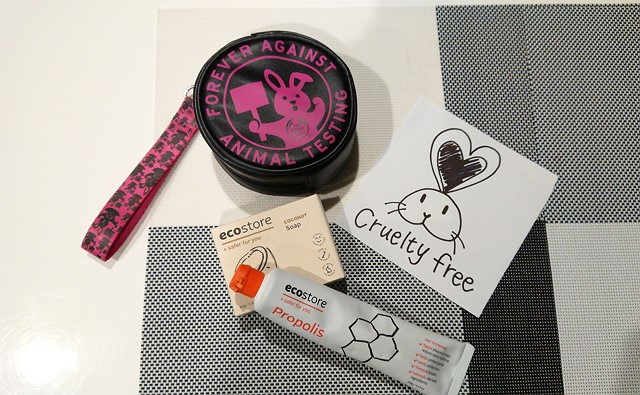 FOREVER AGAINST
ANIMAL TESTING
Cruelty free
ecostore
+ safer for you
COCONUT
Soap
ecostore
+ safer for you
Propolis